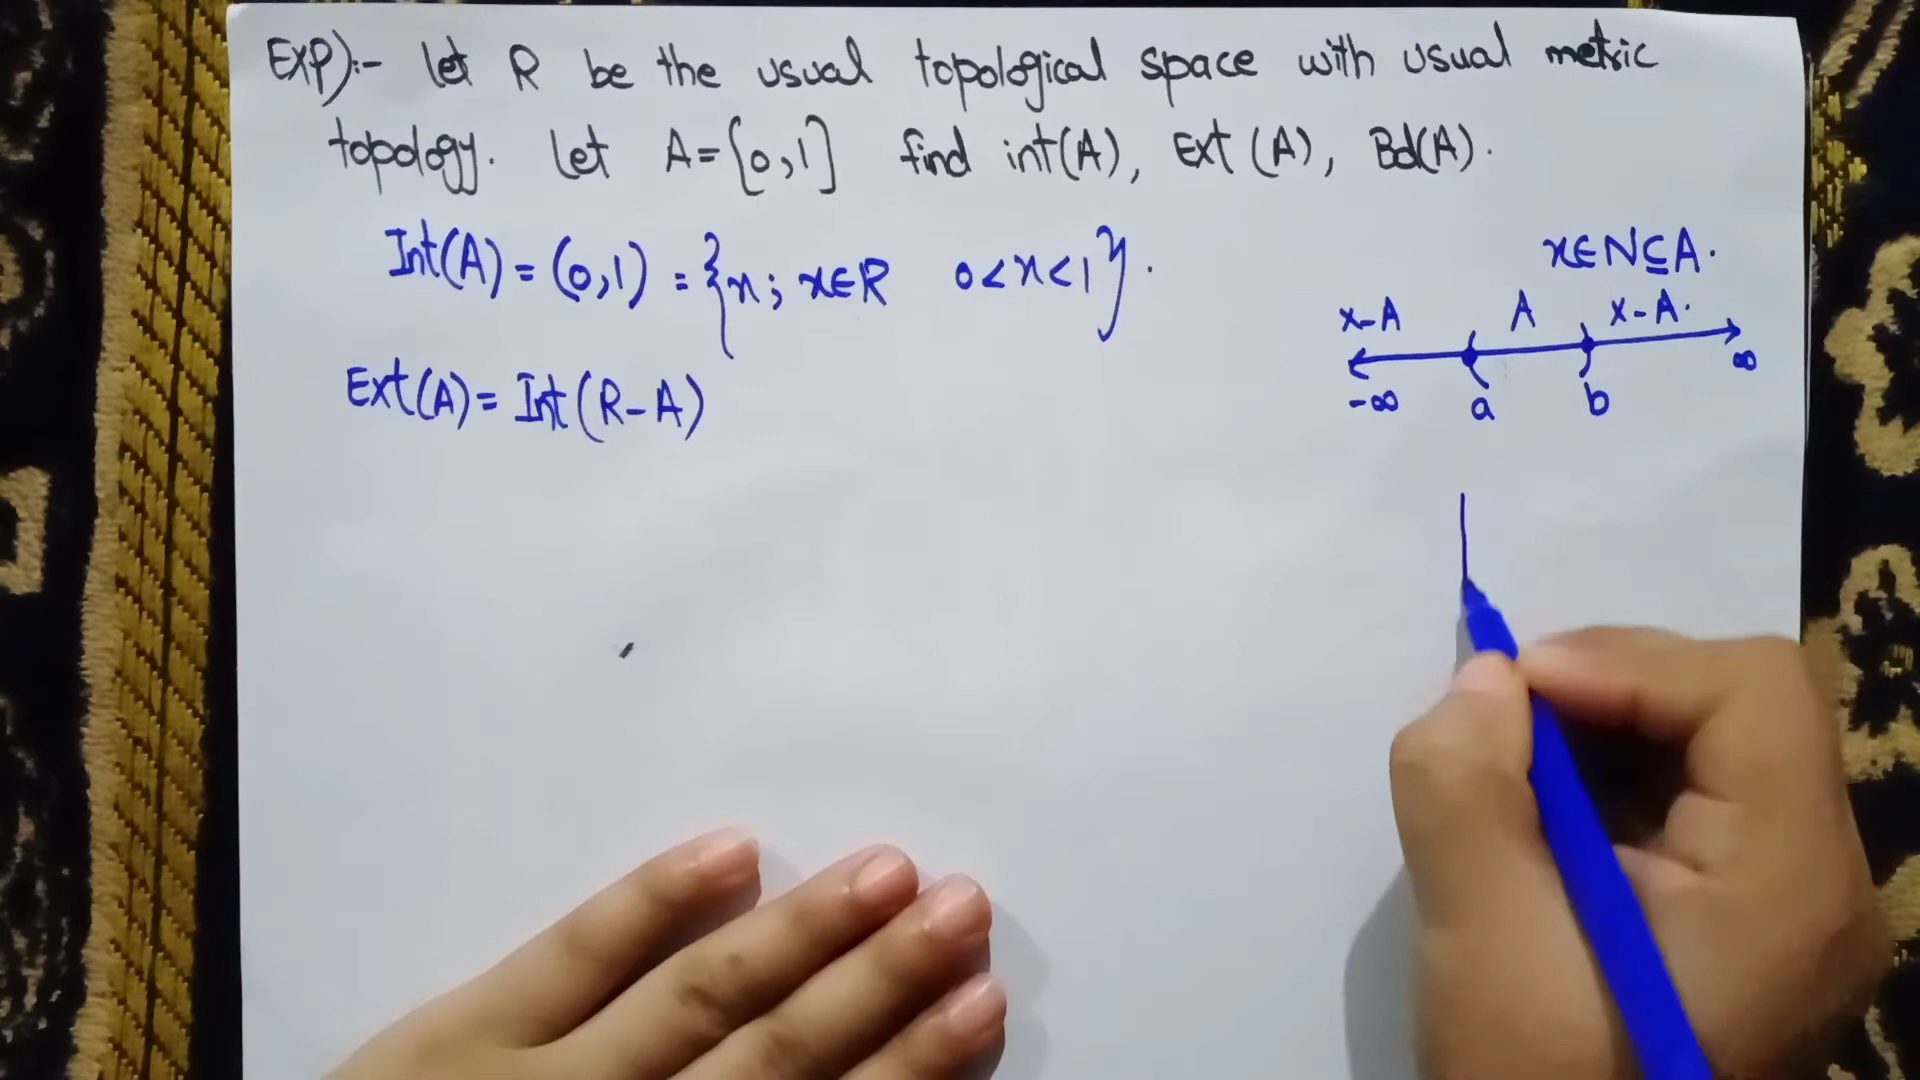 Exp):- let R be the usual topological space with usual metric
topology. Let A=[0,1] find int(A), Ext(A), Bd(A).
Int(A) = (0,1) = {x; x∈R 0<x<1}.
x∈N⊆A.
x-A A x-A.
-∞ a b ∞
Ext(A) = Int(R-A)